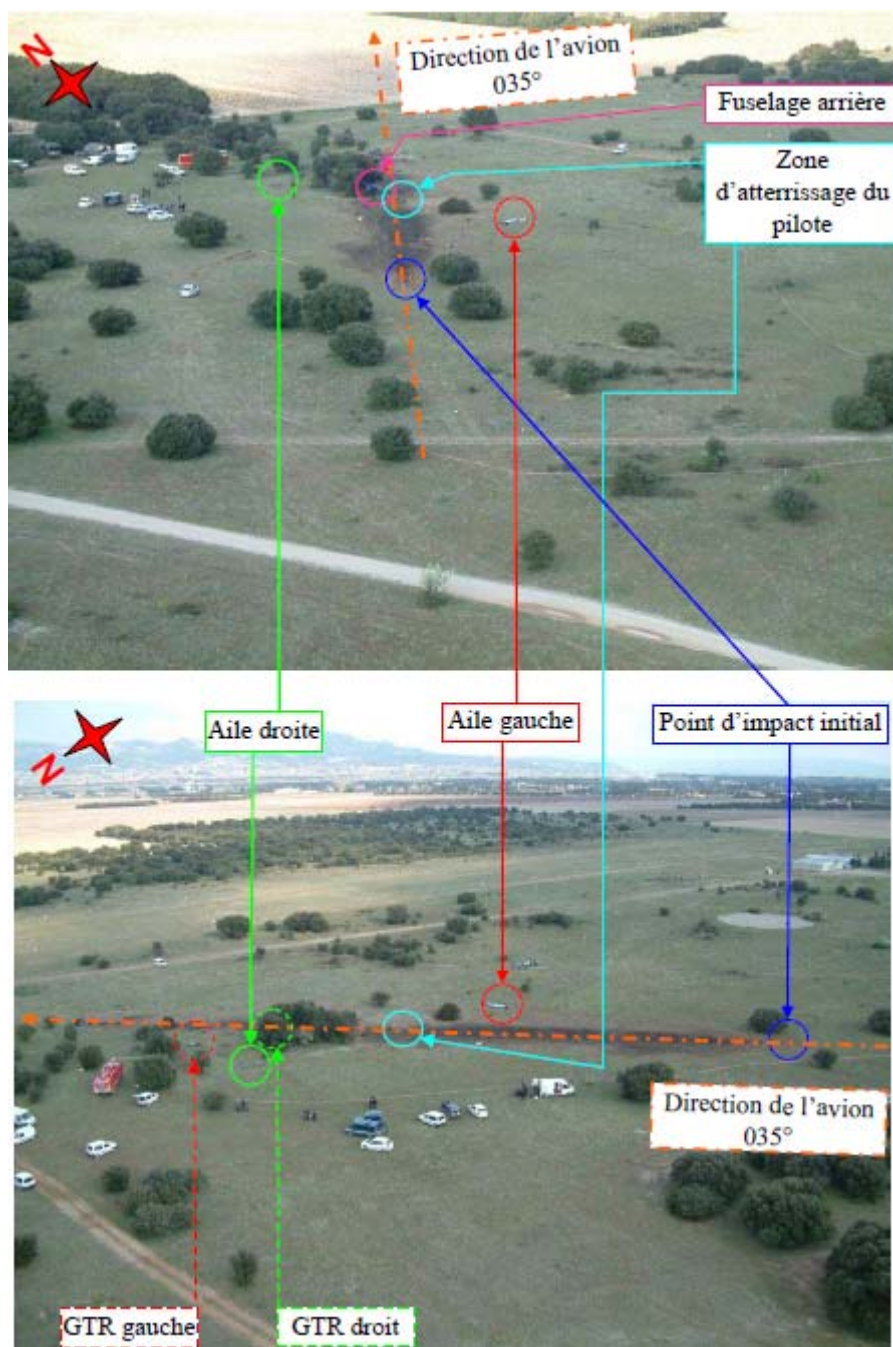 N
Direction de l’avion
035°
Fuselage arrière
Zone
d’atterrissage du
pilote
Aile droite
Aile gauche
Point d’impact initial
N
Direction de l’avion
035°
GTR gauche
GTR droit